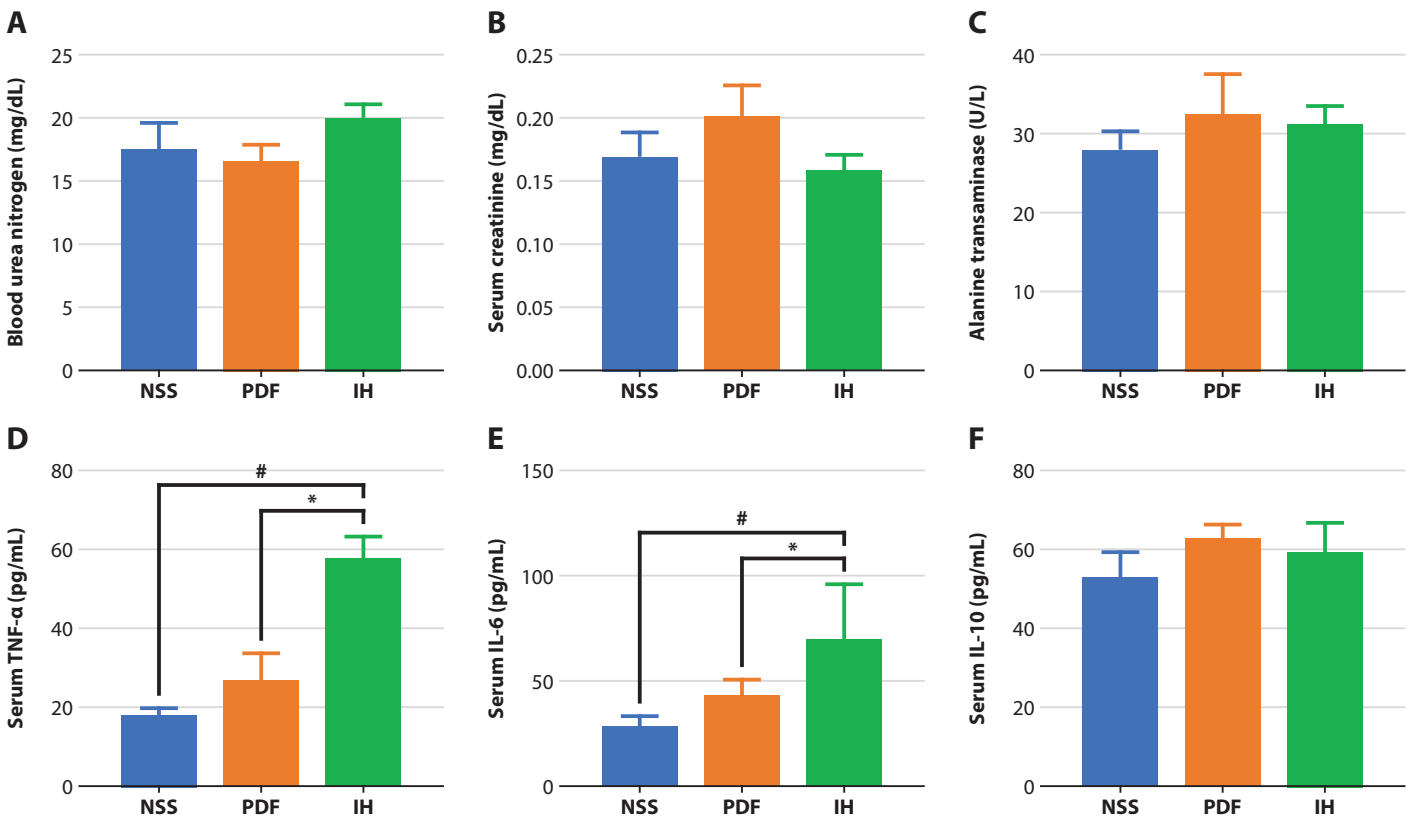 A
Blood urea nitrogen (mg/dL)
25
20
15
10
5
0
NSS PDF IH
B
Serum creatinine (mg/dL)
0.25
0.20
0.15
0.10
0.05
0.00
NSS PDF IH
C
Alanine transaminase (U/L)
40
30
20
10
0
NSS PDF IH
D
Serum TNF-α (pg/mL)
80
60
40
20
0
#
*
NSS PDF IH
E
Serum IL-6 (pg/mL)
150
100
50
0
#
*
NSS PDF IH
F
Serum IL-10 (pg/mL)
80
60
40
20
0
NSS PDF IH